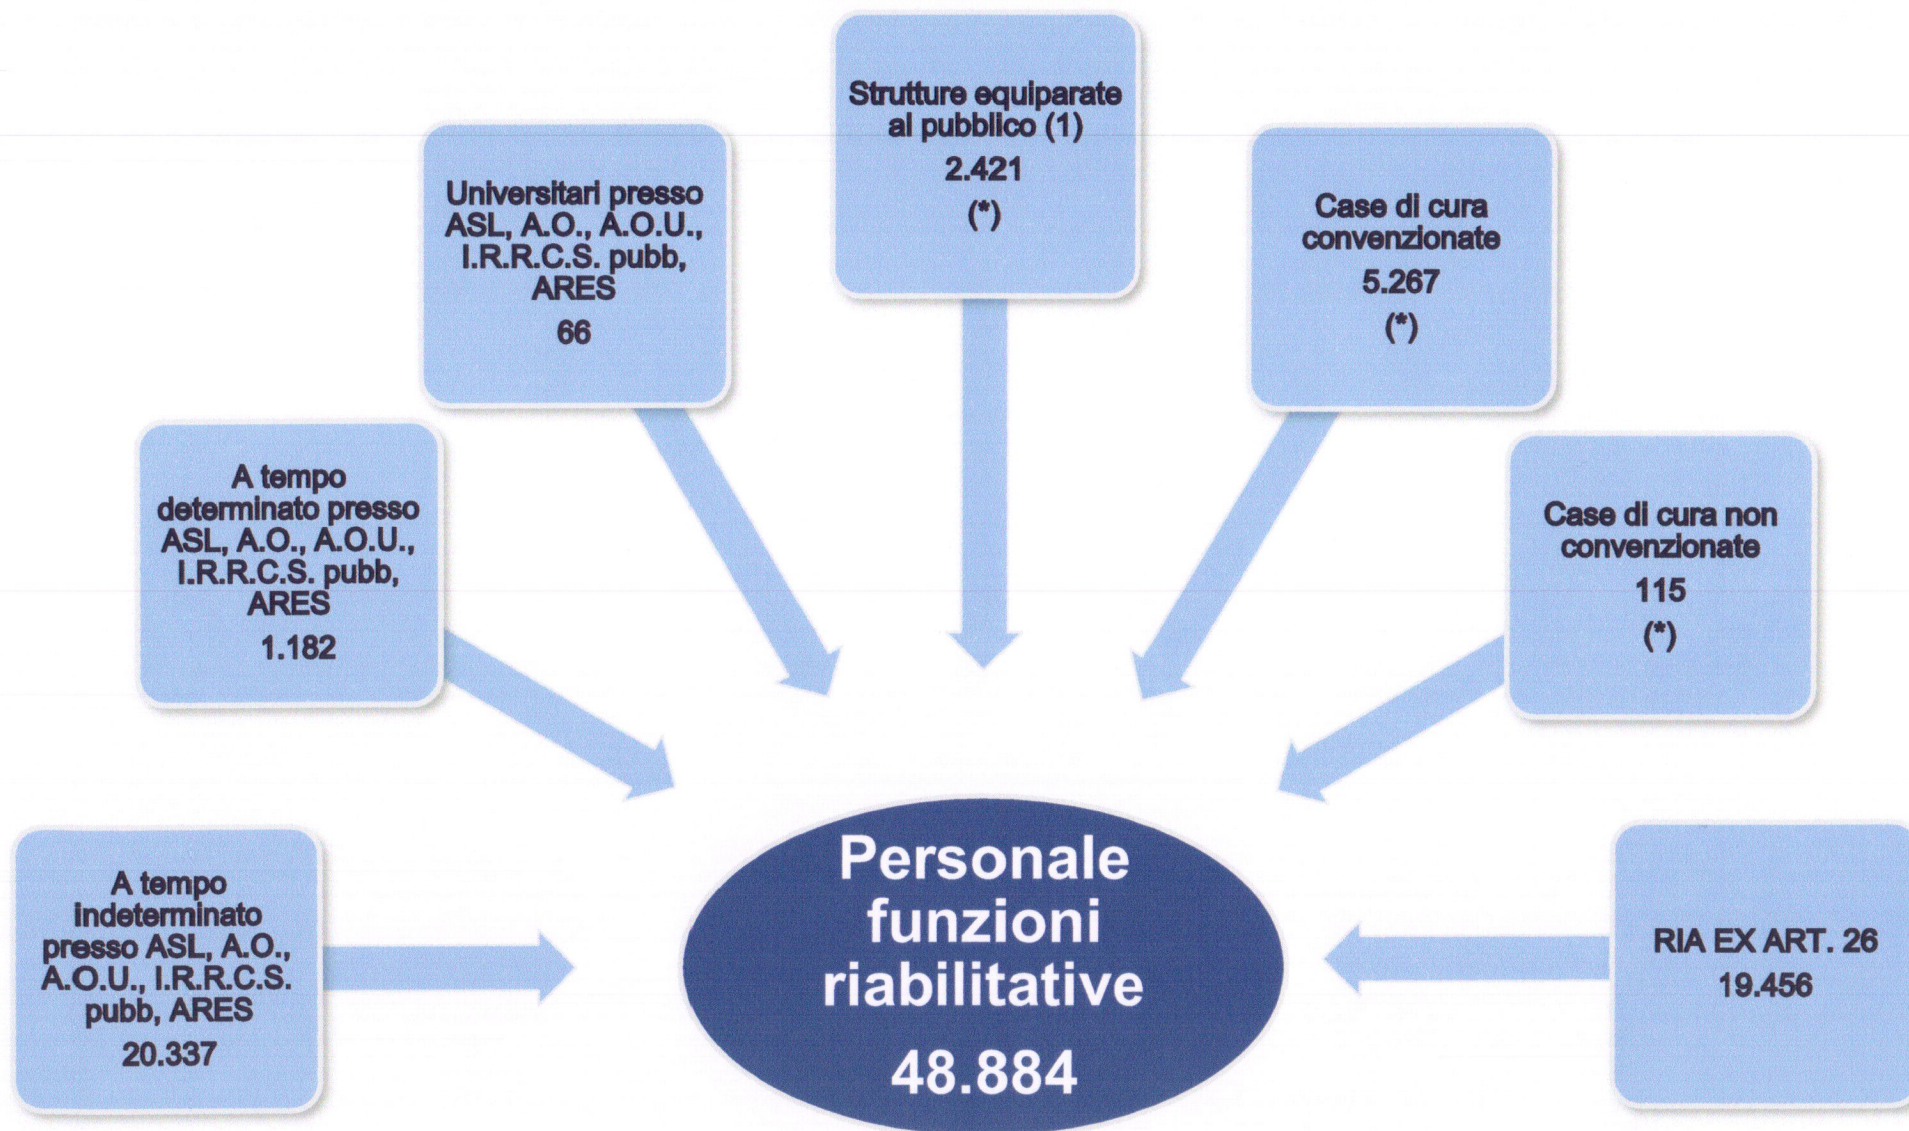 Strutture equiparate
al pubblico (1)
2.421
(*)
Universitari presso
ASL, A.O., A.O.U.,
I.R.R.C.S. pubb,
ARES
66
Case di cura
convenzionate
5.267
(*)
A tempo
determinato presso
ASL, A.O., A.O.U.,
I.R.R.C.S. pubb,
ARES
1.182
Case di cura non
convenzionate
115
(*)
A tempo
indeterminato
presso ASL, A.O.,
A.O.U., I.R.R.C.S.
pubb, ARES
20.337
Personale
funzioni
riabilitative
48.884
RIA EX ART. 26
19.456